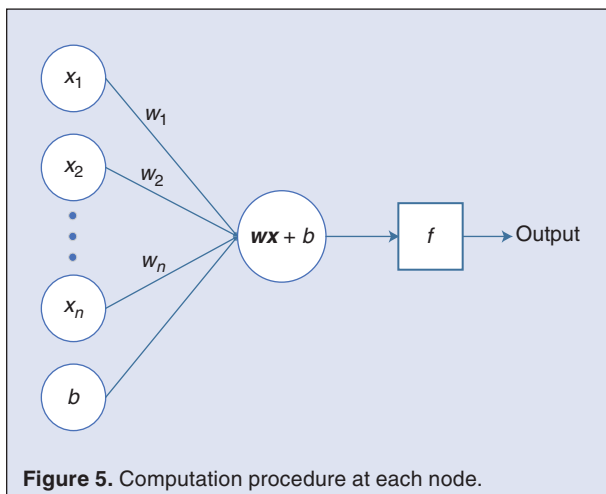 x₁
w₁
x₂
w₂
wx + b
f
Output
wₙ
xₙ
b
Figure 5. Computation procedure at each node.